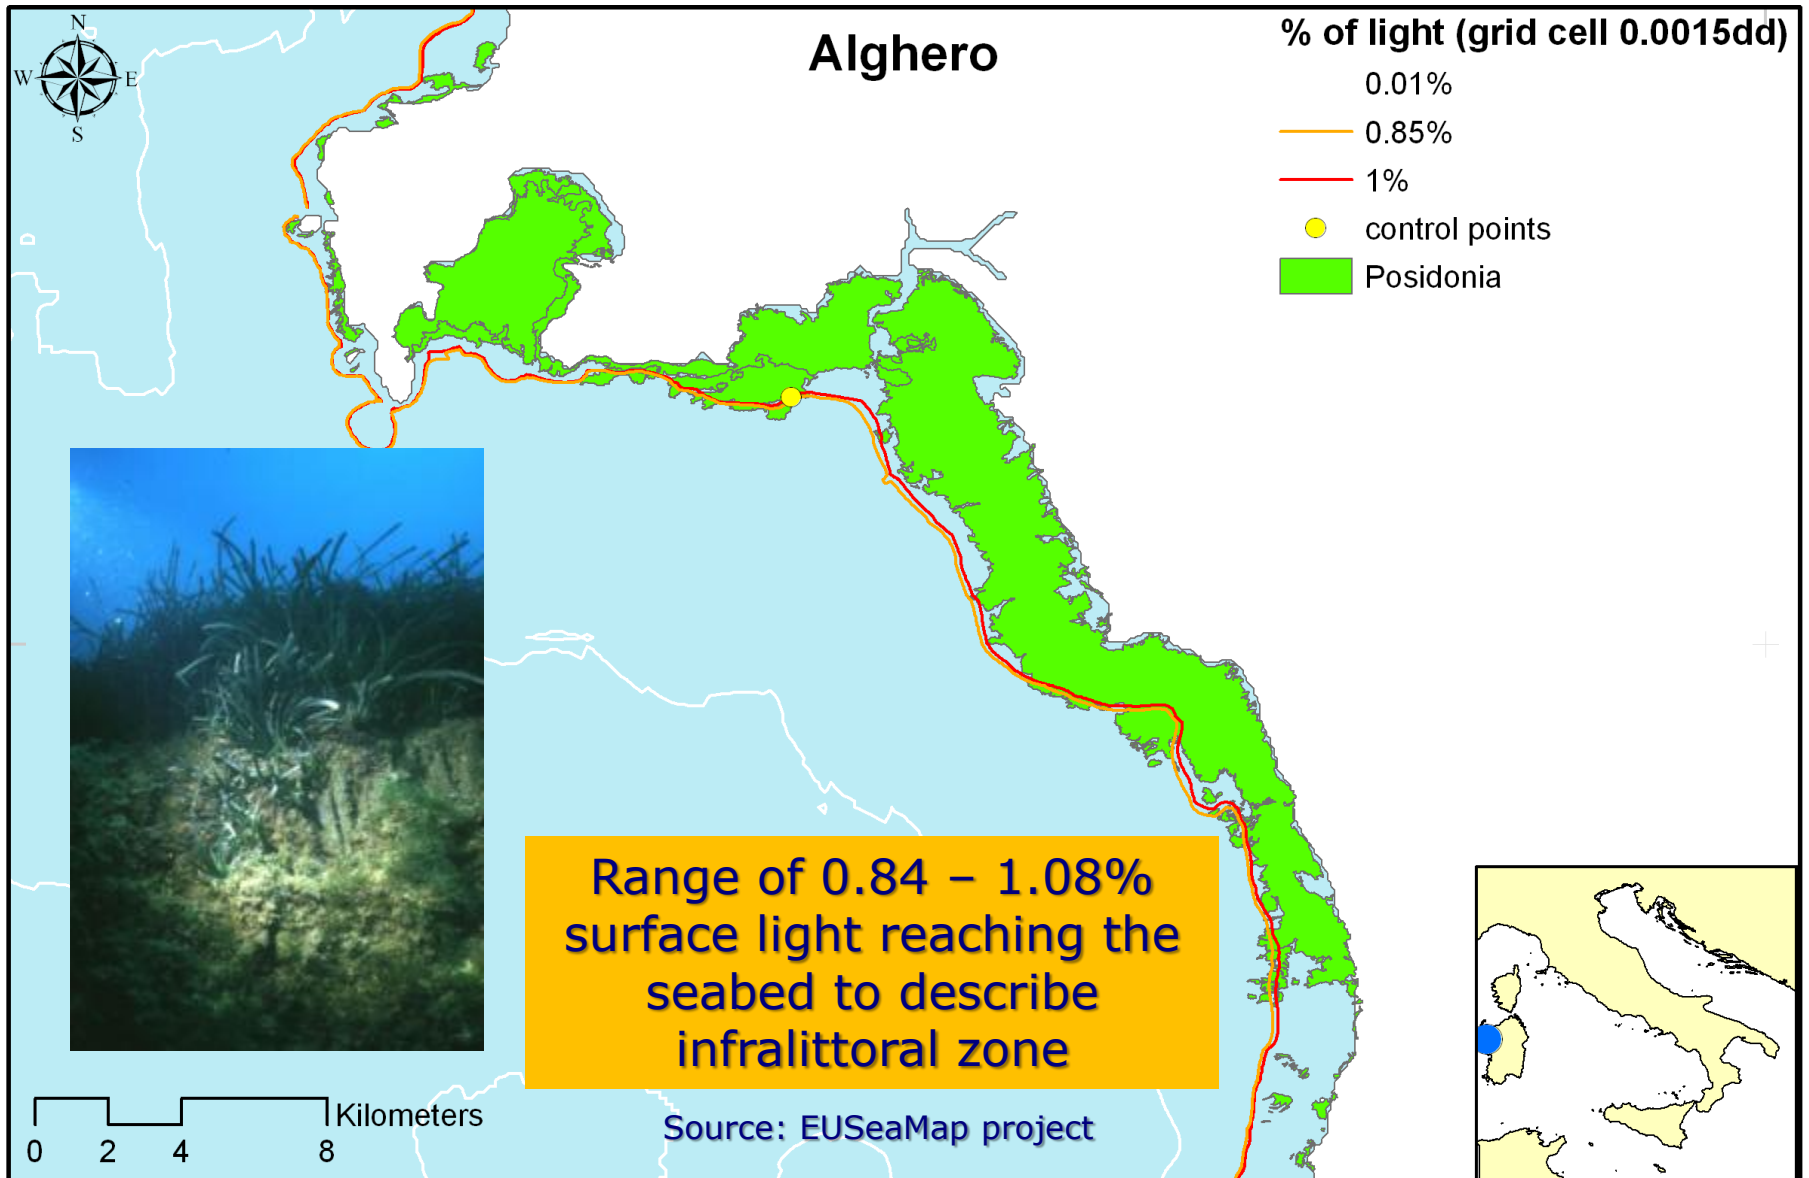 N
W
E
S
Alghero
% of light (grid cell 0.0015dd)
0.01%
0.85%
1%
control points
Posidonia
Range of 0.84 – 1.08%
surface light reaching the
seabed to describe
infralittoral zone
Source: EUSeaMap project
Kilometers
0 2 4 8